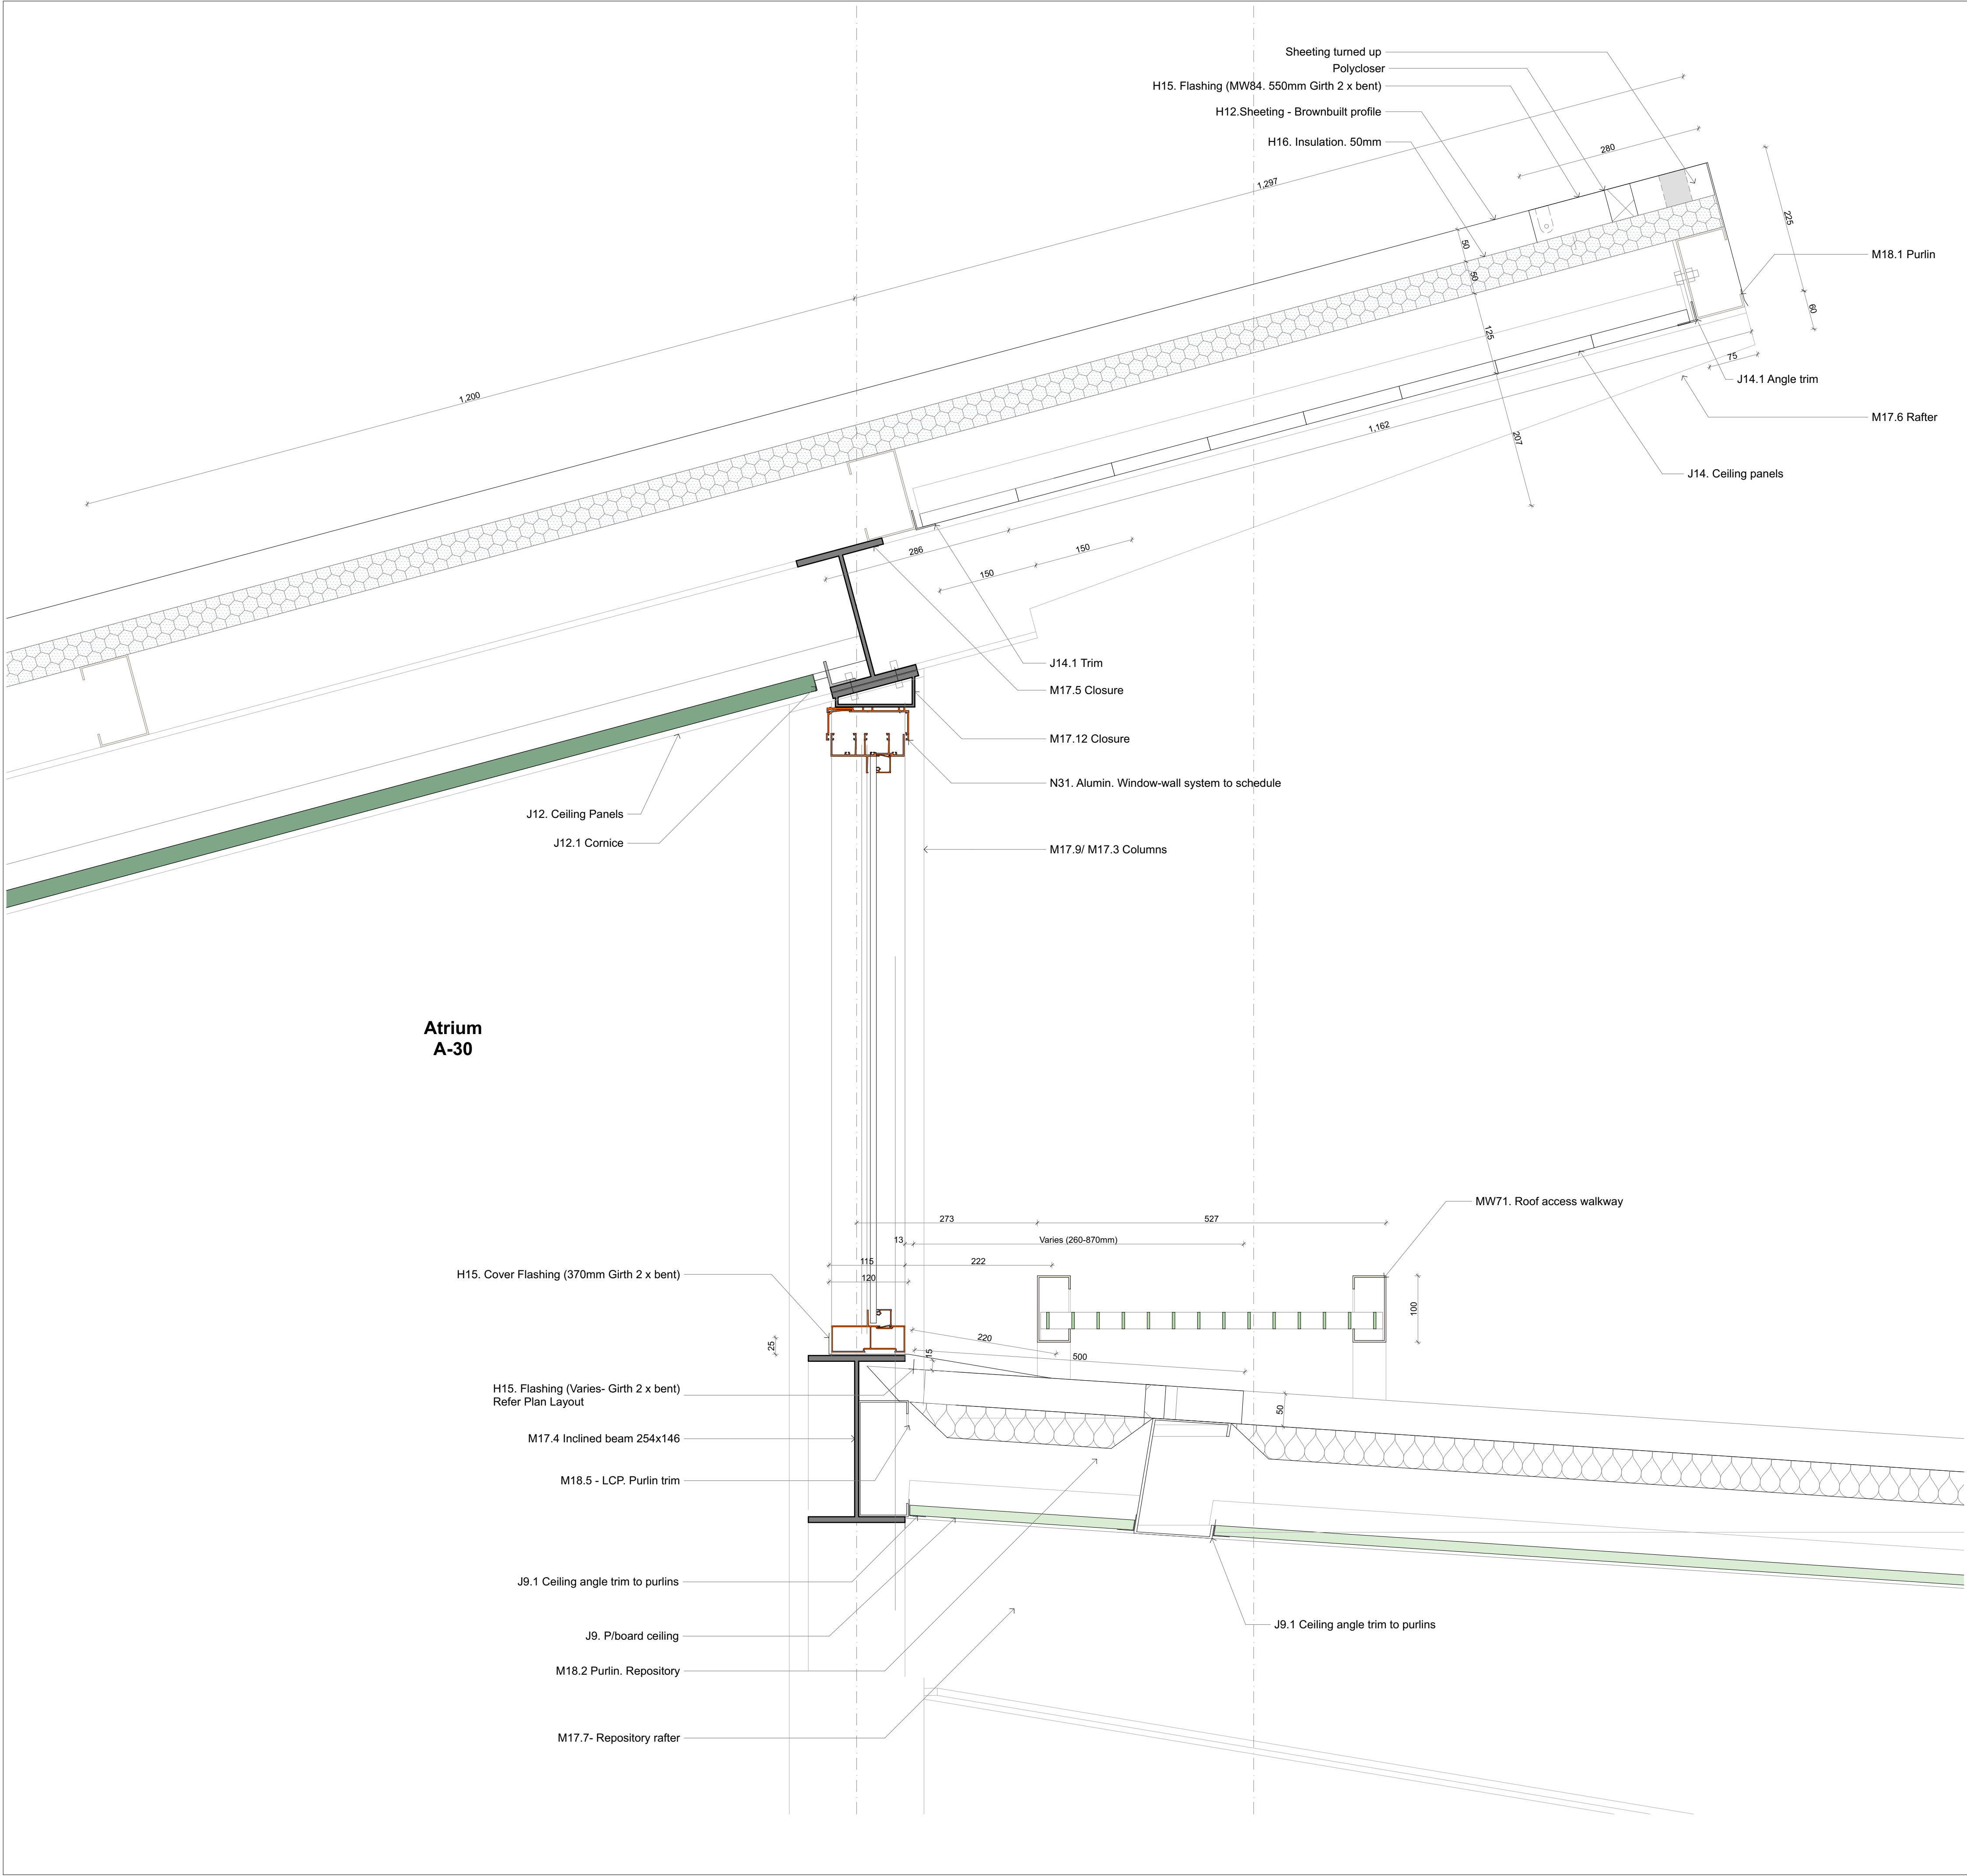 Sheeting turned up
Polycloser
H15. Flashing (MW84. 550mm Girth 2 x bent)
H12.Sheeting - Brownbuilt profile
H16. Insulation. 50mm
280
1,297
225
50
50
M18.1 Purlin
60
125
75
J14.1 Angle trim
1,200
M17.6 Rafter
1,162
207
J14. Ceiling panels
286
150
150
J14.1 Trim
M17.5 Closure
M17.12 Closure
N31. Alumin. Window-wall system to schedule
J12. Ceiling Panels
J12.1 Cornice
M17.9/ M17.3 Columns
Atrium
A-30
MW71. Roof access walkway
273
527
13
Varies (260-870mm)
115
222
H15. Cover Flashing (370mm Girth 2 x bent)
120
100
220
25
15
500
H15. Flashing (Varies- Girth 2 x bent)
Refer Plan Layout
50
M17.4 Inclined beam 254x146
M18.5 - LCP. Purlin trim
J9.1 Ceiling angle trim to purlins
J9.1 Ceiling angle trim to purlins
J9. P/board ceiling
M18.2 Purlin. Repository
M17.7- Repository rafter